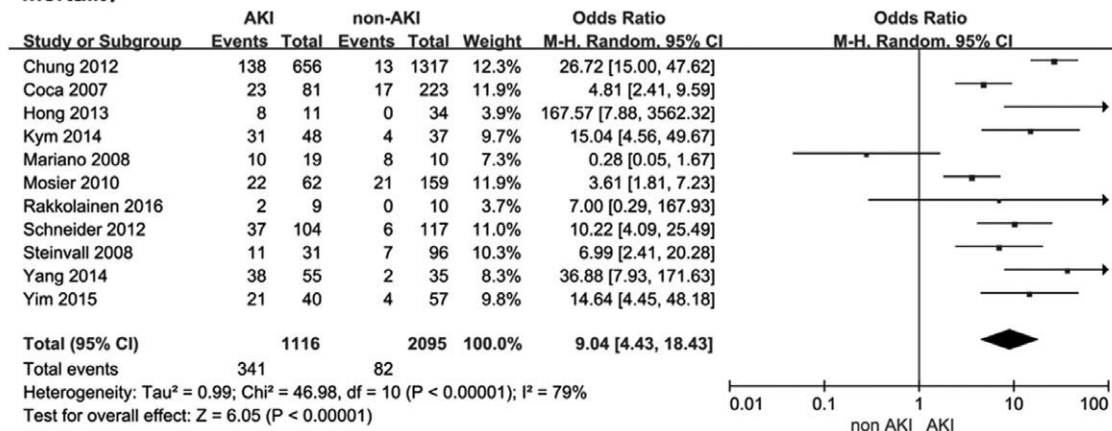 AKI non-AKI Odds Ratio Odds Ratio
Study or Subgroup Events Total Events Total Weight M-H, Random, 95% CI M-H, Random, 95% CI
Chung 2012 138 656 13 1317 12.3% 26.72 [15.00, 47.62]
Coca 2007 23 81 17 223 11.9% 4.81 [2.41, 9.59]
Hong 2013 8 11 0 34 3.9% 167.57 [7.88, 3562.32]
Kym 2014 31 48 4 37 9.7% 15.04 [4.56, 49.67]
Mariano 2008 10 19 8 10 7.3% 0.28 [0.05, 1.67]
Mosier 2010 22 62 21 159 11.9% 3.61 [1.81, 7.23]
Rakkolainen 2016 2 9 0 10 3.7% 7.00 [0.29, 167.93]
Schneider 2012 37 104 6 117 11.0% 10.22 [4.09, 25.49]
Steinvall 2008 11 31 7 96 10.3% 6.99 [2.41, 20.28]
Yang 2014 38 55 2 35 8.3% 36.88 [7.93, 171.63]
Yim 2015 21 40 4 57 9.8% 14.64 [4.45, 48.18]
Total (95% CI) 1116 2095 100.0% 9.04 [4.43, 18.43]
Total events 341 82
Heterogeneity: Tau² = 0.99; Chi² = 46.98, df = 10 (P < 0.00001); I² = 79%
Test for overall effect: Z = 6.05 (P < 0.00001)
0.01 0.1 1 10 100
non AKI AKI